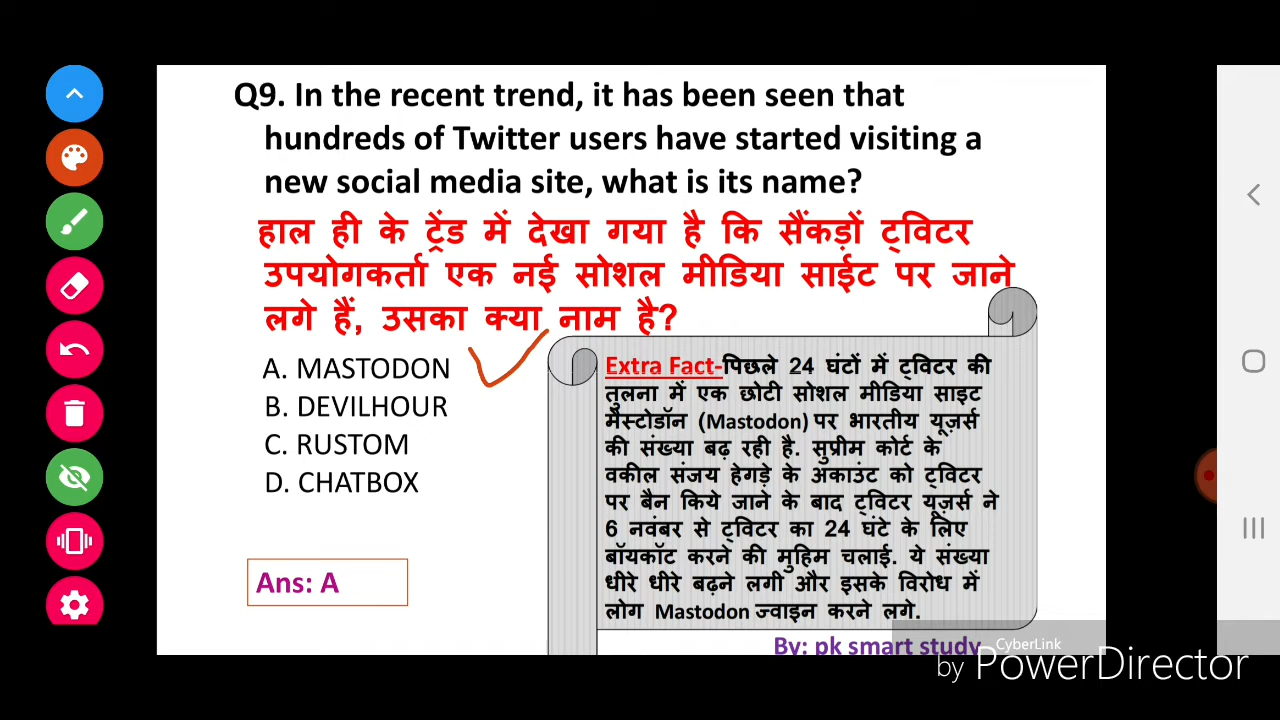 Q9. In the recent trend, it has been seen that
hundreds of Twitter users have started visiting a
new social media site, what is its name?
हाल ही के ट्रेंड में देखा गया है कि सैंकड़ों ट्विटर
उपयोगकर्ता एक नई सोशल मीडिया साईट पर जाने
लगे हैं, उसका क्या नाम है?
A. MASTODON
B. DEVILHOUR
C. RUSTOM
D. CHATBOX
Ans: A
Extra Fact-पिछले 24 घंटों में ट्विटर की
तुलना में एक छोटी सोशल मीडिया साइट
मैस्टोडॉन (Mastodon) पर भारतीय यूज़र्स
की संख्या बढ़ रही है. सुप्रीम कोर्ट के
वकील संजय हेगड़े के अकाउंट को ट्विटर
पर बैन किये जाने के बाद ट्विटर यूज़र्स ने
6 नवंबर से ट्विटर का 24 घंटे के लिए
बॉयकॉट करने की मुहिम चलाई. ये संख्या
धीरे धीरे बढ़ने लगी और इसके विरोध में
लोग Mastodon ज्वाइन करने लगे.
By: pk smart study
CyberLink
by PowerDirector